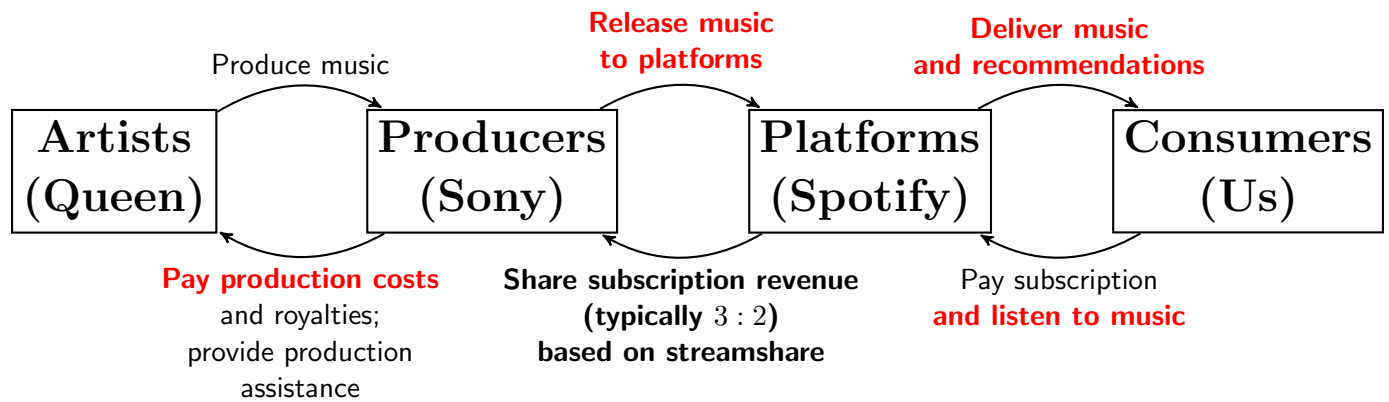 Produce music
Release music
to platforms
Deliver music
and recommendations
Artists
(Queen)
Producers
(Sony)
Platforms
(Spotify)
Consumers
(Us)
Pay production costs
and royalties;
provide production
assistance
Share subscription revenue
(typically 3 : 2)
based on streamshare
Pay subscription
and listen to music